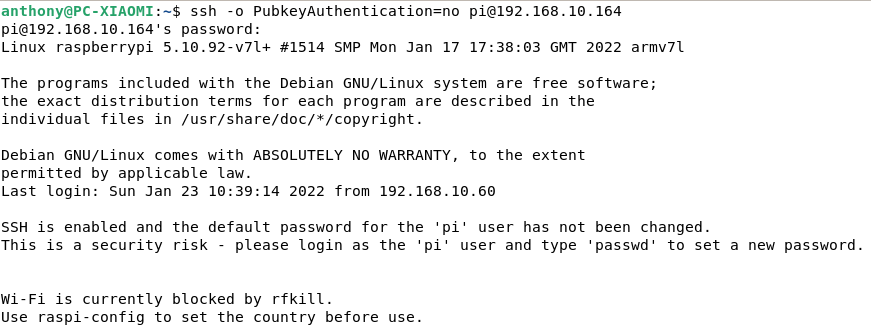 anthony@PC-XIAOMI:~$ ssh -o PubkeyAuthentication=no pi@192.168.10.164
pi@192.168.10.164's password:
Linux raspberrypi 5.10.92-v7l+ #1514 SMP Mon Jan 17 17:38:03 GMT 2022 armv7l
The programs included with the Debian GNU/Linux system are free software;
the exact distribution terms for each program are described in the
individual files in /usr/share/doc/*/copyright.
Debian GNU/Linux comes with ABSOLUTELY NO WARRANTY, to the extent
permitted by applicable law.
Last login: Sun Jan 23 10:39:14 2022 from 192.168.10.60
SSH is enabled and the default password for the 'pi' user has not been changed.
This is a security risk - please login as the 'pi' user and type 'passwd' to set a new password.
Wi-Fi is currently blocked by rfkill.
Use raspi-config to set the country before use.